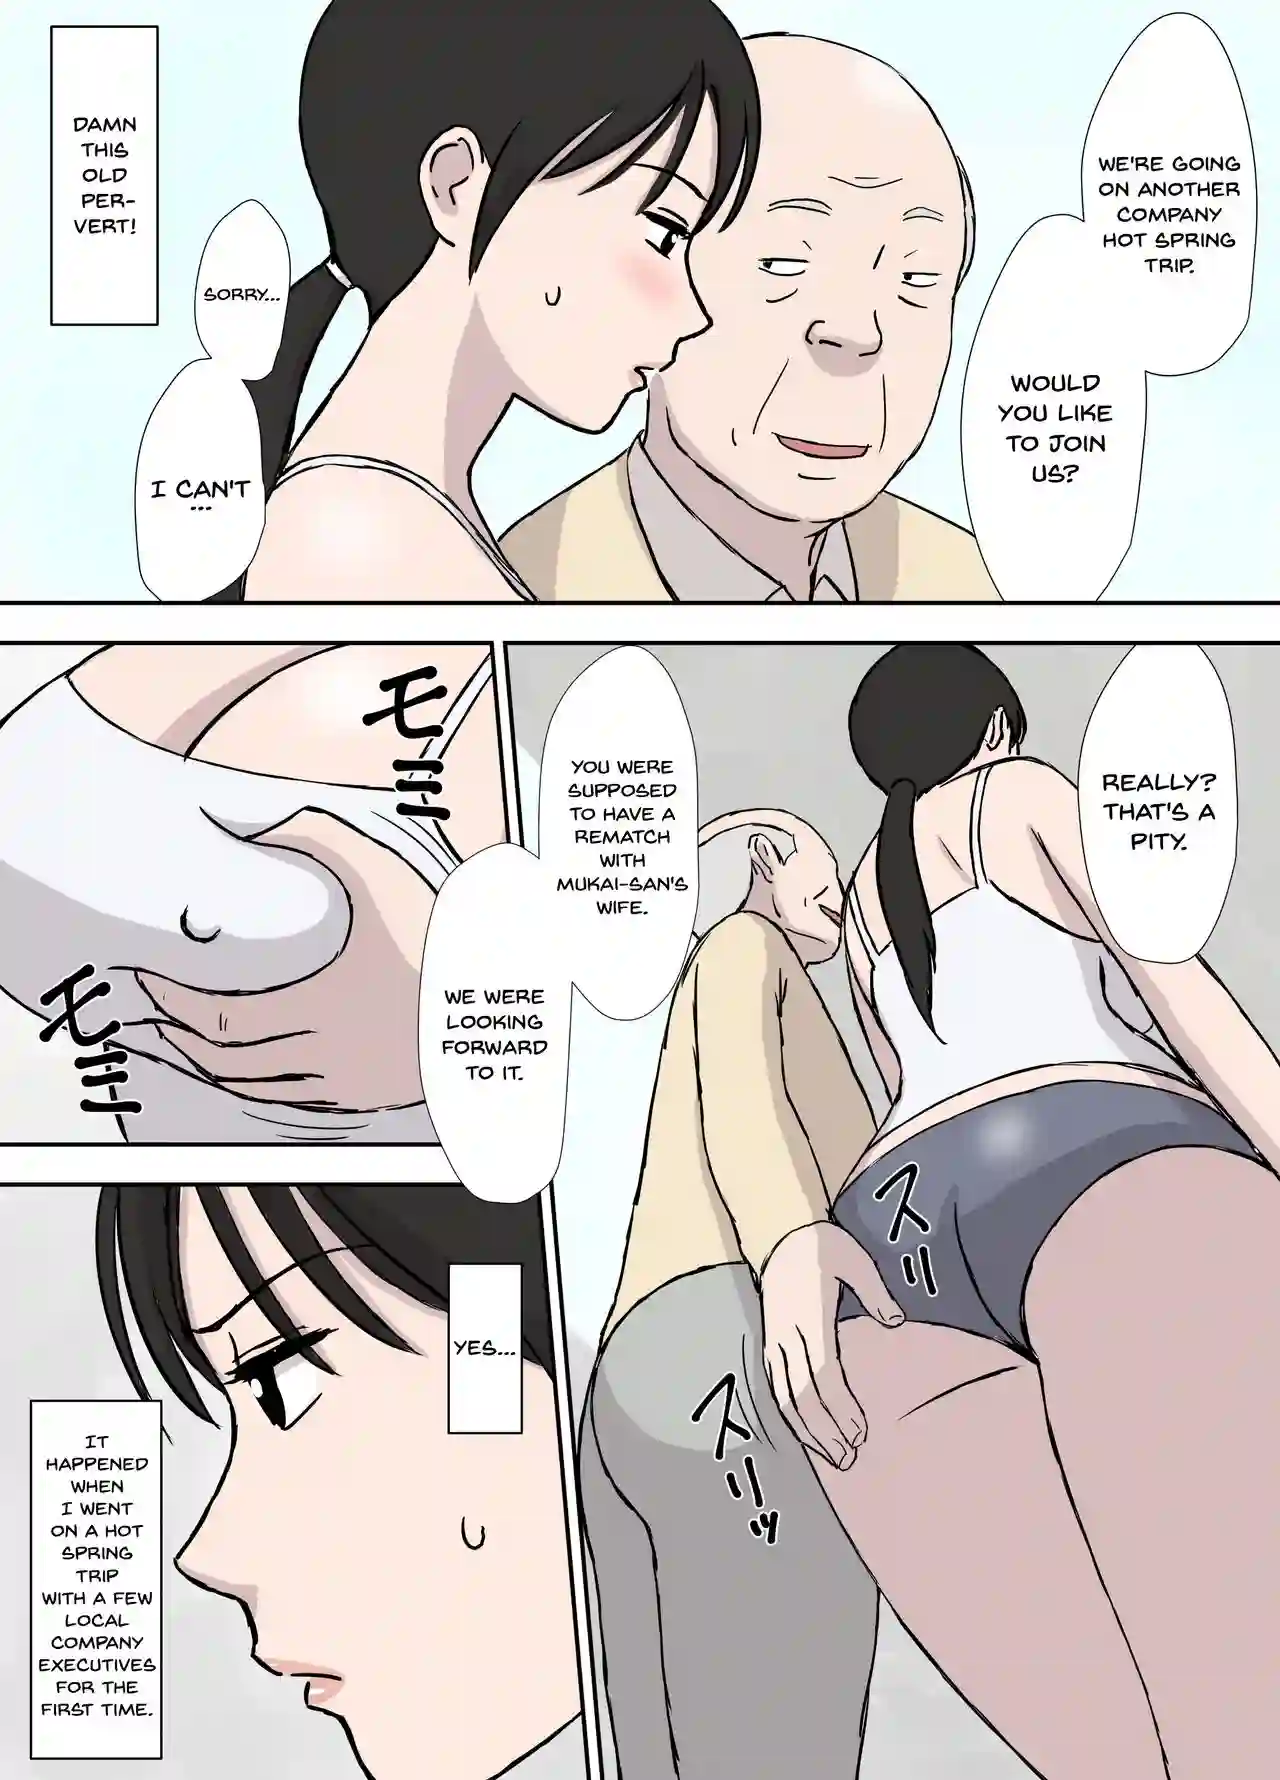 WE'RE GOING
ON ANOTHER
COMPANY
HOT SPRING
TRIP.
WOULD
YOU LIKE
TO JOIN
US?
DAMN
THIS
OLD
PER-
VERT!
SORRY...
I CAN'T
...
REALLY?
THAT'S A
PITY.
YOU WERE
SUPPOSED
TO HAVE A
REMATCH
WITH
MUKAI-SAN'S
WIFE.
WE WERE
LOOKING
FORWARD
TO IT.
スリ
スリッ
モミ
モミ
YES...
IT
HAPPENED
WHEN
I WENT
ON A HOT
SPRING
TRIP
WITH A FEW
LOCAL
COMPANY
EXECUTIVES
FOR THE
FIRST TIME.